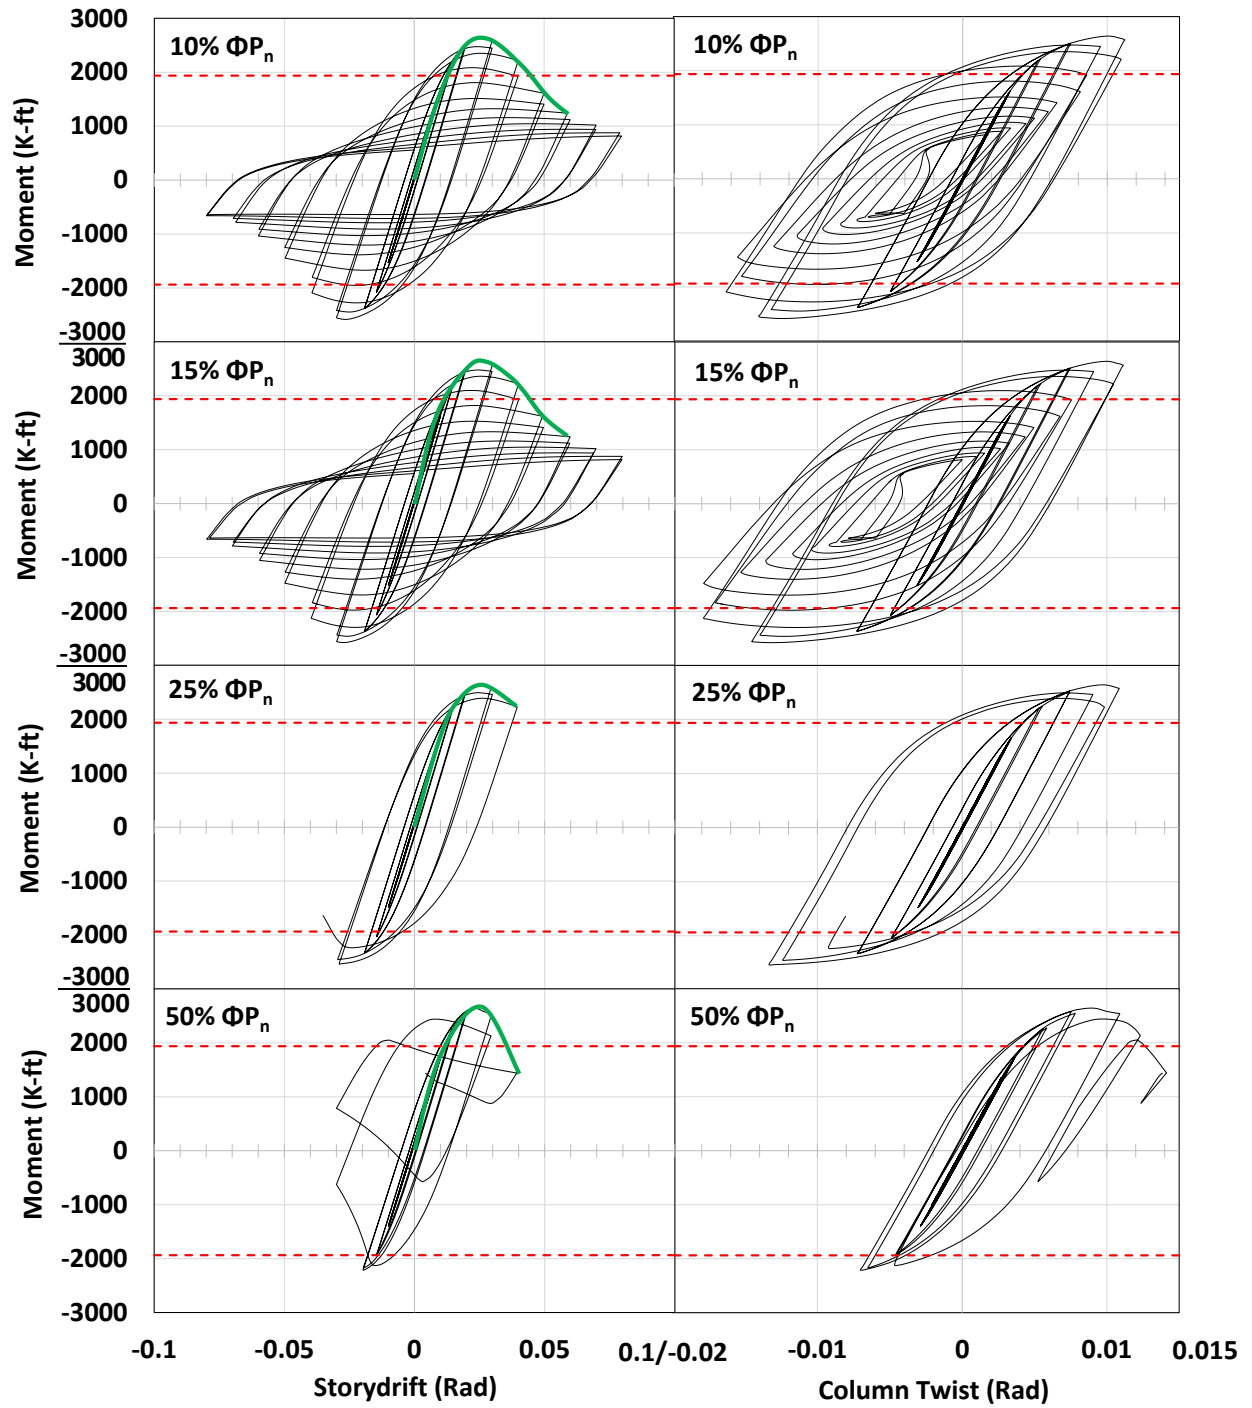 3000
2000
1000
0
-1000
-2000
-3000
Moment (K-ft)
10% ΦPn
10% ΦPn
3000
2000
1000
0
-1000
-2000
-3000
Moment (K-ft)
15% ΦPn
15% ΦPn
3000
2000
1000
0
-1000
-2000
-3000
Moment (K-ft)
25% ΦPn
25% ΦPn
3000
2000
1000
0
-1000
-2000
-3000
Moment (K-ft)
50% ΦPn
50% ΦPn
-0.1 -0.05 0 0.05 0.1/-0.02 -0.01 0 0.01 0.015
Storydrift (Rad) Column Twist (Rad)